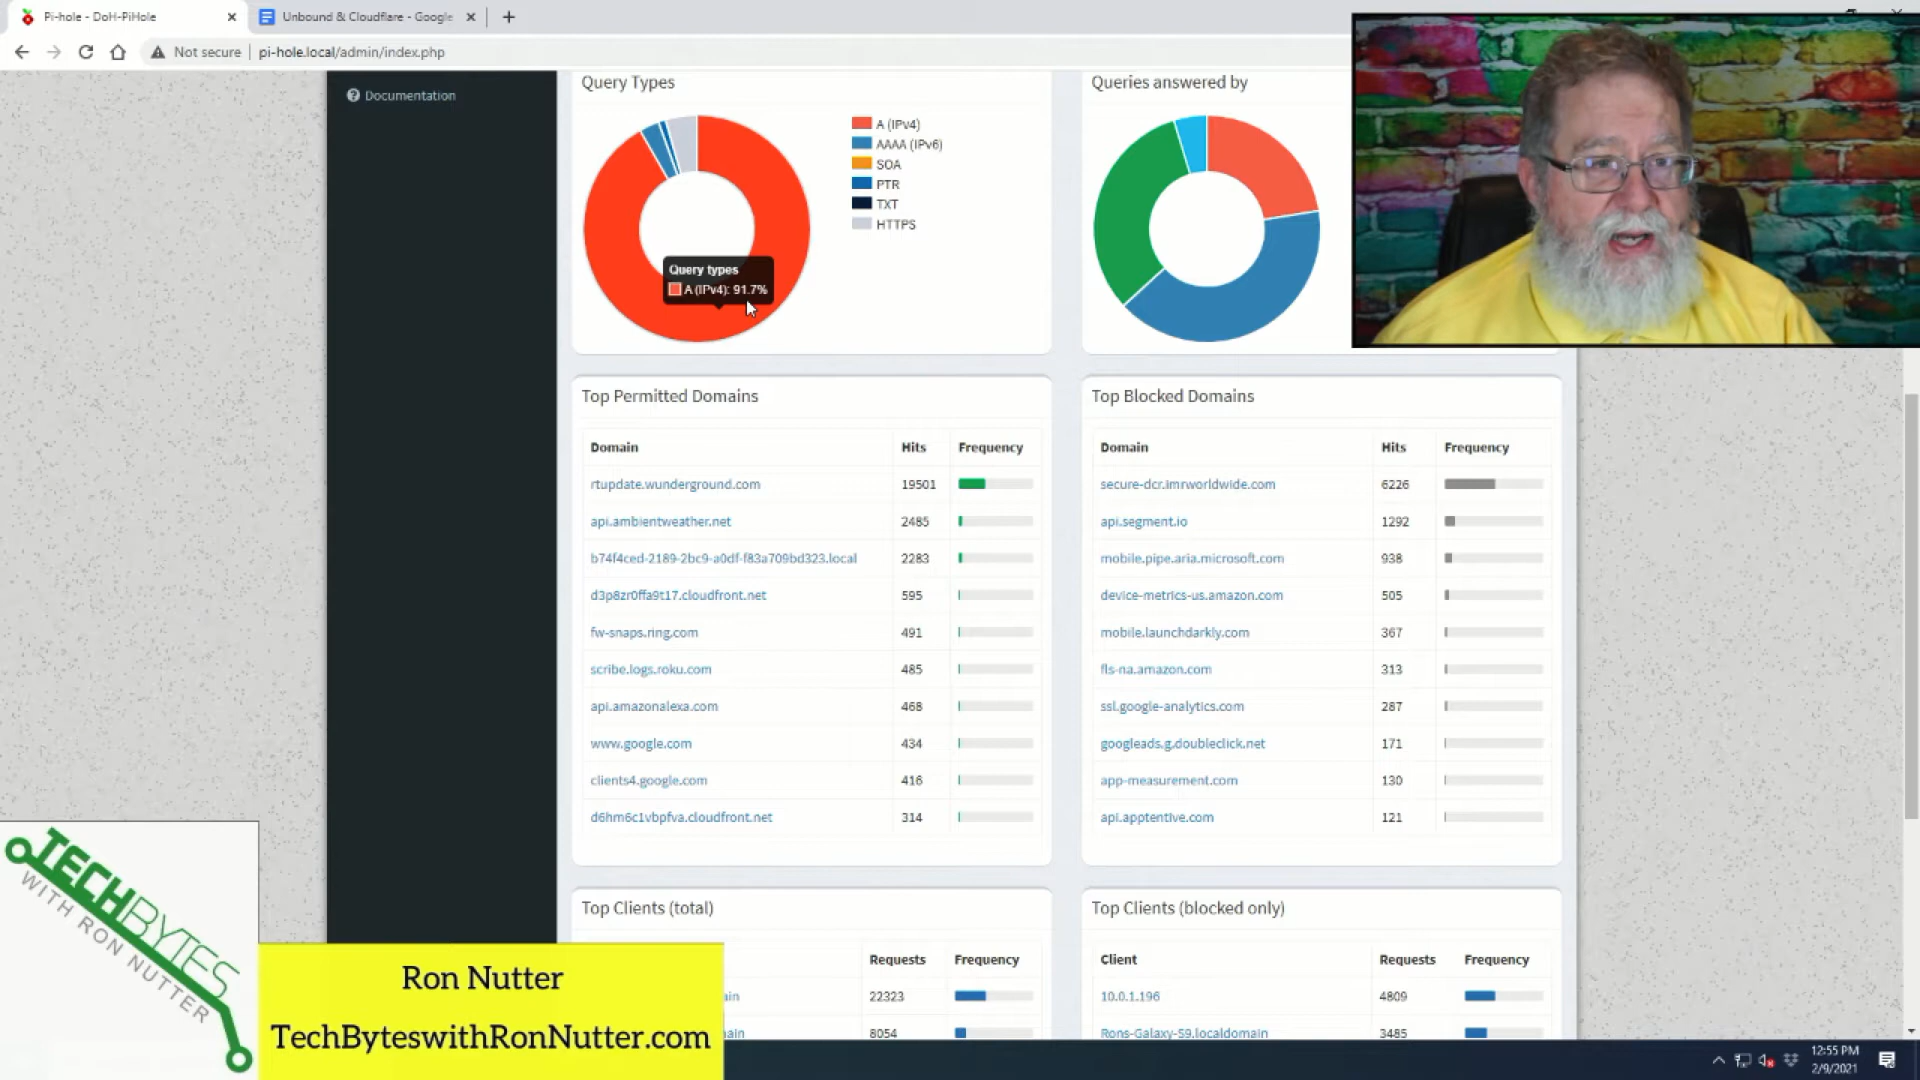 Pi-hole - DoH-PiHole
Unbound & Cloudflare - Google
Not secure
pi-hole.local/admin/index.php
Documentation
Query Types
A (IPv4)
AAAA (IPv6)
SOA
PTR
TXT
HTTPS
Query types
A (IPv4): 91.7%
Queries answered by
Top Permitted Domains
Domain Hits Frequency
rtupdate.wunderground.com 19501
api.ambientweather.net 2485
b74f4ced-2189-2bc9-a0df-f83a709bd323.local 2283
d3p8zr0ffa9t17.cloudfront.net 595
fw-snaps.ring.com 491
scribe.logs.roku.com 485
api.amazonalexa.com 468
www.google.com 434
clients4.google.com 416
d6hm6c1vbpfva.cloudfront.net 314
Top Blocked Domains
Domain Hits Frequency
secure-dcr.imrworldwide.com 6226
api.segment.io 1292
mobile.pipe.aria.microsoft.com 938
device-metrics-us.amazon.com 505
mobile.launchdarkly.com 367
fls-na.amazon.com 313
ssl.google-analytics.com 287
googleads.g.doubleclick.net 171
app-measurement.com 130
api.apptentive.com 121
Top Clients (total)
Requests Frequency
ain 22323
ain 8054
Top Clients (blocked only)
Client Requests Frequency
10.0.1.196 4809
Rons-Galaxy-S9.localdomain 3485
TECHBYTES
WITH RON NUTTER
Ron Nutter
TechByteswithRonNutter.com
12:55 PM
2/9/2021